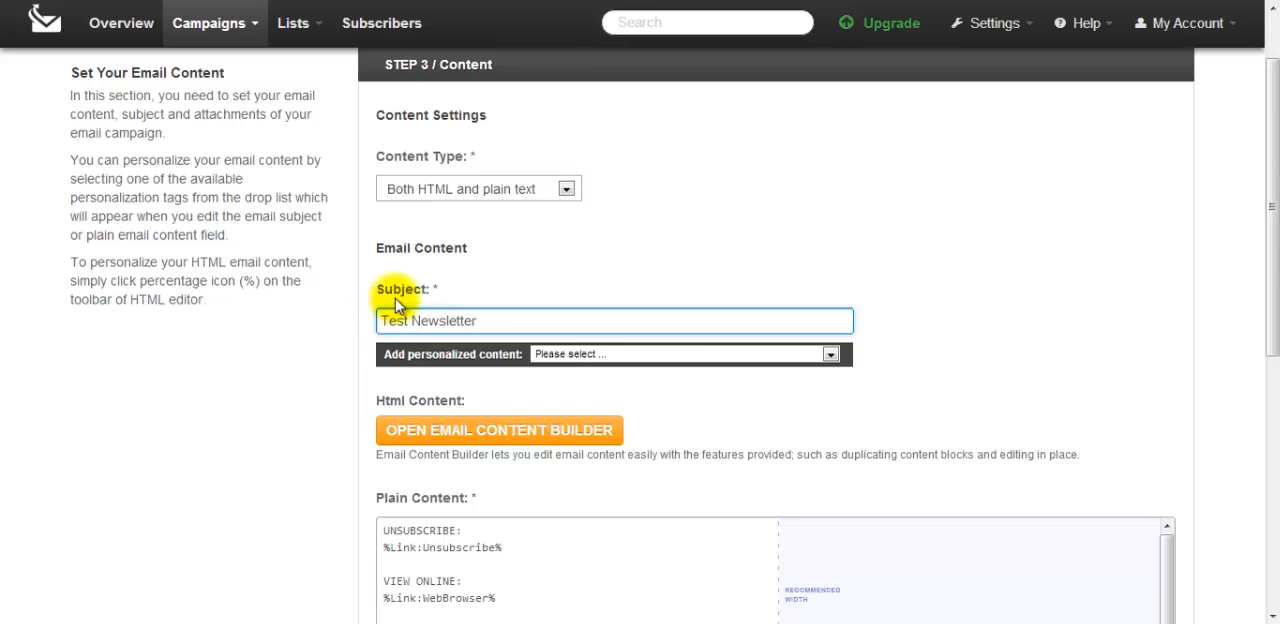 Overview Campaigns Lists Subscribers Search Upgrade Settings Help My Account
Set Your Email Content
In this section, you need to set your email
content, subject and attachments of your
email campaign.
You can personalize your email content by
selecting one of the available
personalization tags from the drop list which
will appear when you edit the email subject
or plain email content field.
To personalize your HTML email content,
simply click percentage icon (%) on the
toolbar of HTML editor.
STEP 3 / Content
Content Settings
Content Type: *
Both HTML and plain text
Email Content
Subject: *
Test Newsletter
Add personalized content: Please select ...
Html Content:
OPEN EMAIL CONTENT BUILDER
Email Content Builder lets you edit email content easily with the features provided; such as duplicating content blocks and editing in place.
Plain Content: *
UNSUBSCRIBE:
%Link:Unsubscribe%
VIEW ONLINE:
%Link:WebBrowser%
RECOMMENDED
WIDTH